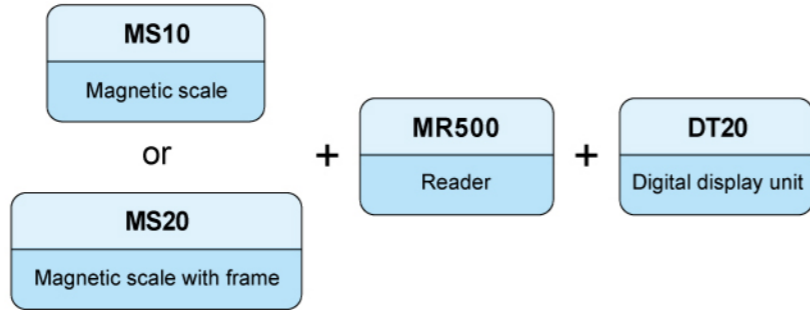 MS10
Magnetic scale
or
MS20
Magnetic scale with frame
+
MR500
Reader
+
DT20
Digital display unit